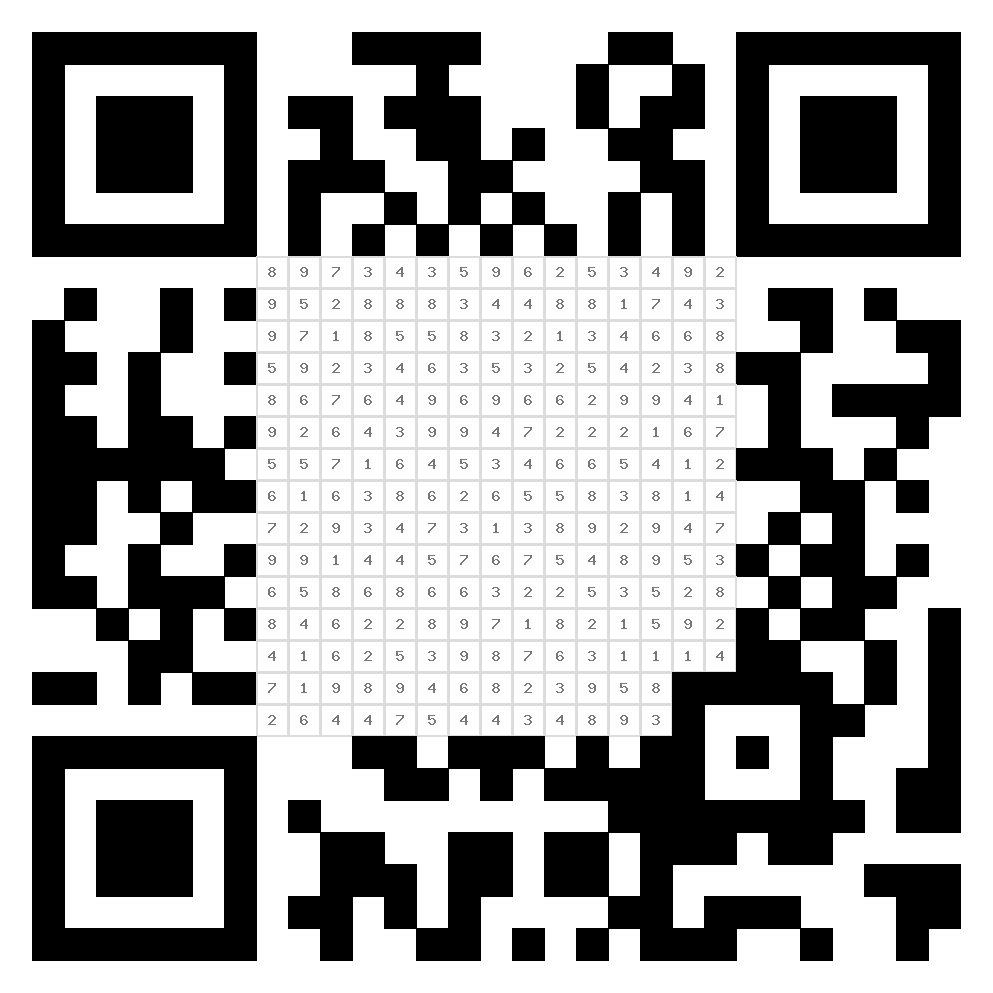 8 9 7 3 4 3 5 9 6 2 5 3 4 9 2
9 5 2 8 8 8 3 4 4 8 8 1 7 4 3
9 7 1 8 5 5 8 3 2 1 3 4 6 6 8
5 9 2 3 4 6 3 5 3 2 5 4 2 3 8
8 6 7 6 4 9 6 9 6 6 2 9 9 4 1
9 2 6 4 3 9 9 4 7 2 2 2 1 6 7
5 5 7 1 6 4 5 3 4 6 6 5 4 1 2
6 1 6 3 8 6 2 6 5 5 8 3 8 1 4
7 2 9 3 4 7 3 1 3 8 9 2 9 4 7
9 9 1 4 4 5 7 6 7 5 4 8 9 5 3
6 5 8 6 8 6 6 3 2 2 5 3 5 2 8
8 4 6 2 2 8 9 7 1 8 2 1 5 9 2
4 1 6 2 5 3 9 8 7 6 3 1 1 1 4
7 1 9 8 9 4 6 8 2 3 9 5 8
2 6 4 4 7 5 4 4 3 4 8 9 3